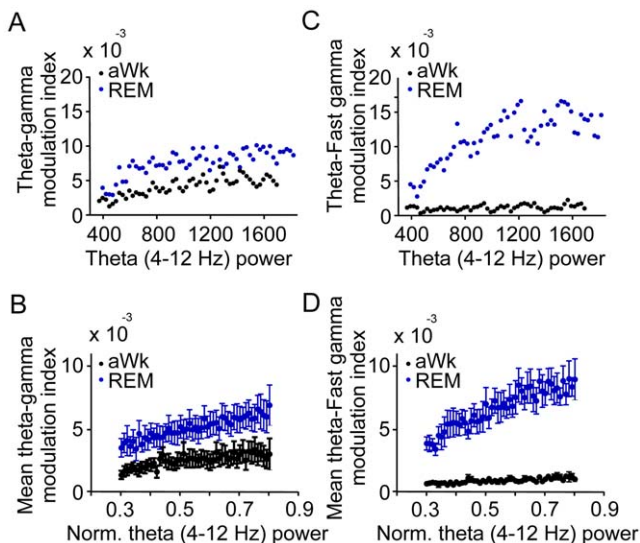 A
x 10
-3
Theta-gamma
modulation index
20
15
10
5
0
aWk
REM
400
800
1200
1600
Theta (4-12 Hz) power
C
x 10
-3
Theta-Fast gamma
modulation index
20
15
10
5
0
aWk
REM
400
800
1200
1600
Theta (4-12 Hz) power
B
x 10
-3
Mean theta-gamma
modulation index
10
5
0
aWk
REM
0.3
0.5
0.7
0.9
Norm. theta (4-12 Hz) power
D
x 10
-3
Mean theta-Fast gamma
modulation index
10
5
0
aWk
REM
0.3
0.5
0.7
0.9
Norm. theta (4-12 Hz) power